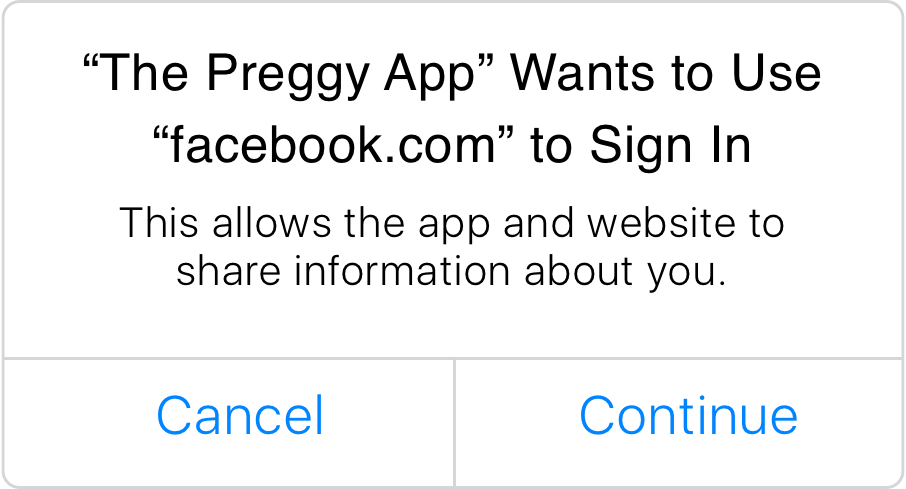 “The Preggy App” Wants to Use
“facebook.com” to Sign In
This allows the app and website to
share information about you.
Cancel
Continue